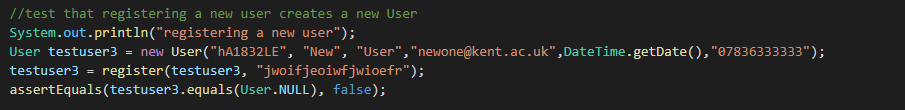 //test that registering a new user creates a new User
System.out.println("registering a new user");
User testuser3 = new User("hA1832LE", "New", "User","newone@kent.ac.uk",DateTime.getDate(),"07836333333");
testuser3 = register(testuser3, "jwoifjeoiwfjwioefr");
assertEquals(testuser3.equals(User.NULL), false);